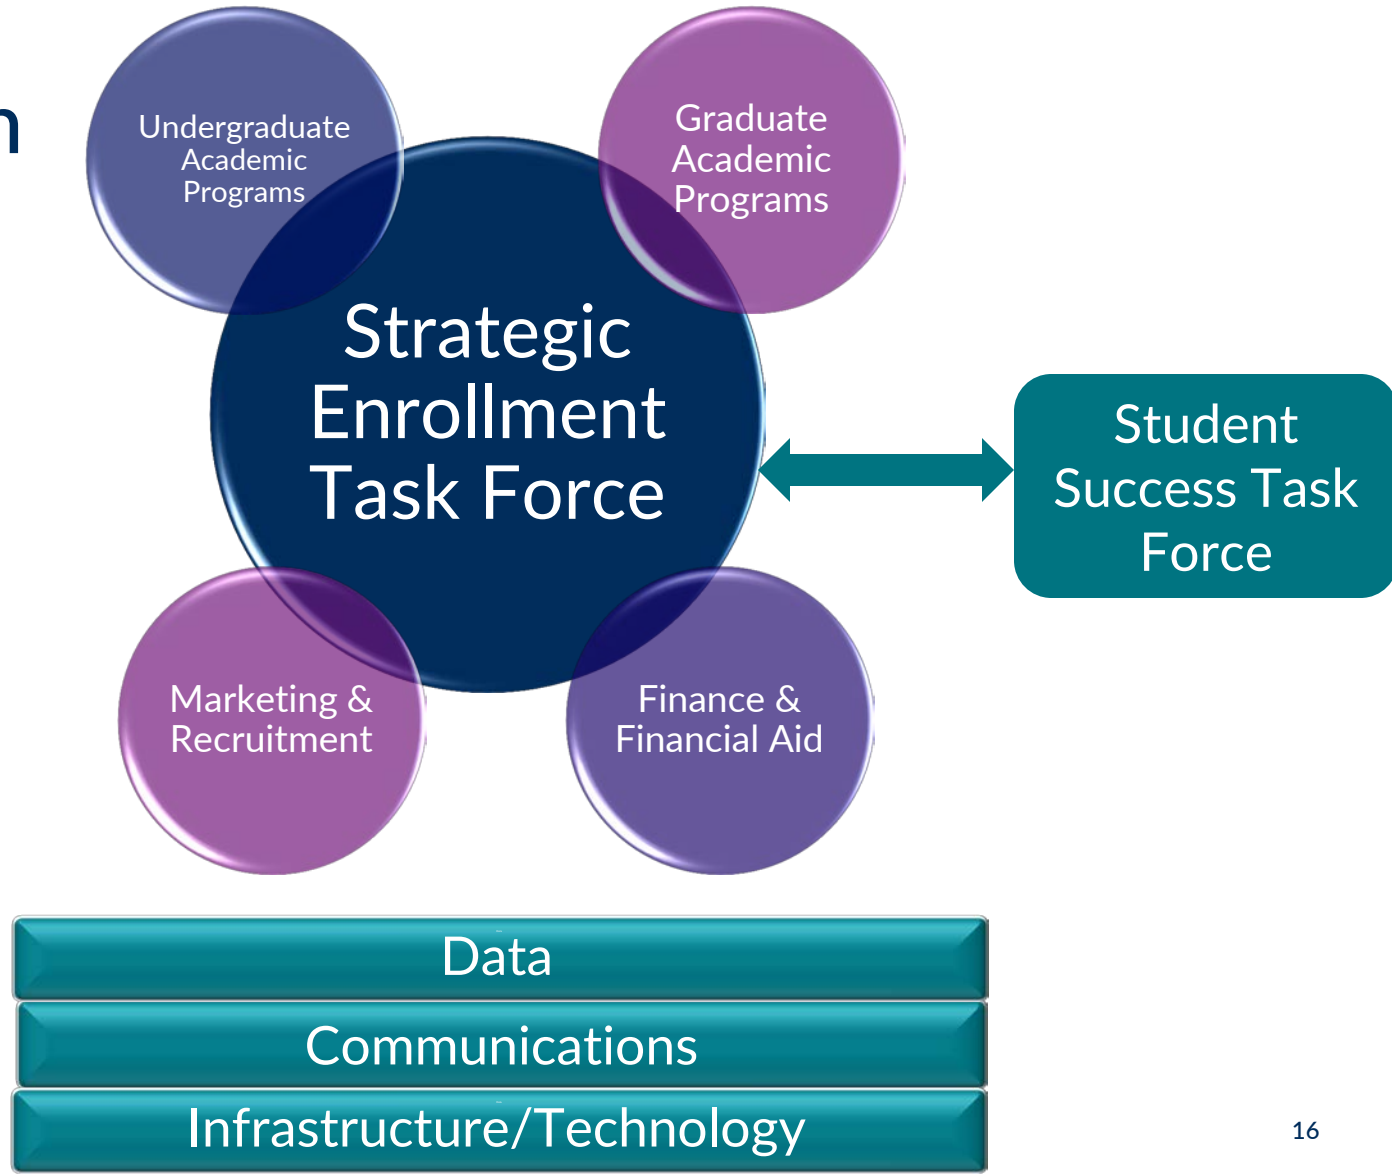 Undergraduate
Academic
Programs
Graduate
Academic
Programs
Strategic
Enrollment
Task Force
Student
Success Task
Force
Marketing &
Recruitment
Finance &
Financial Aid
Data
Communications
Infrastructure/Technology
16